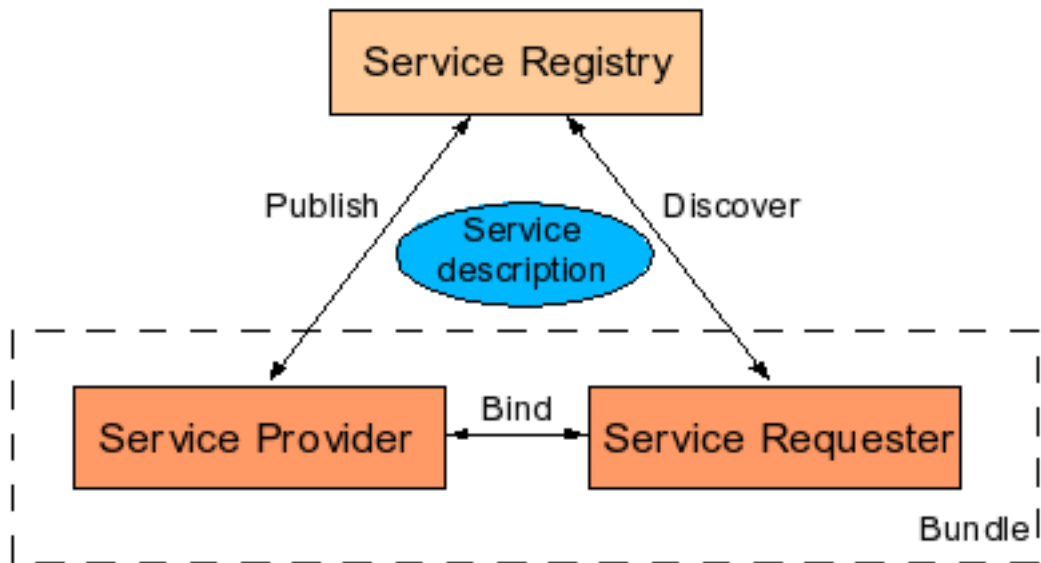 Service Registry
Publish
Discover
Service
description
Bind
Service Provider
Service Requester
Bundle